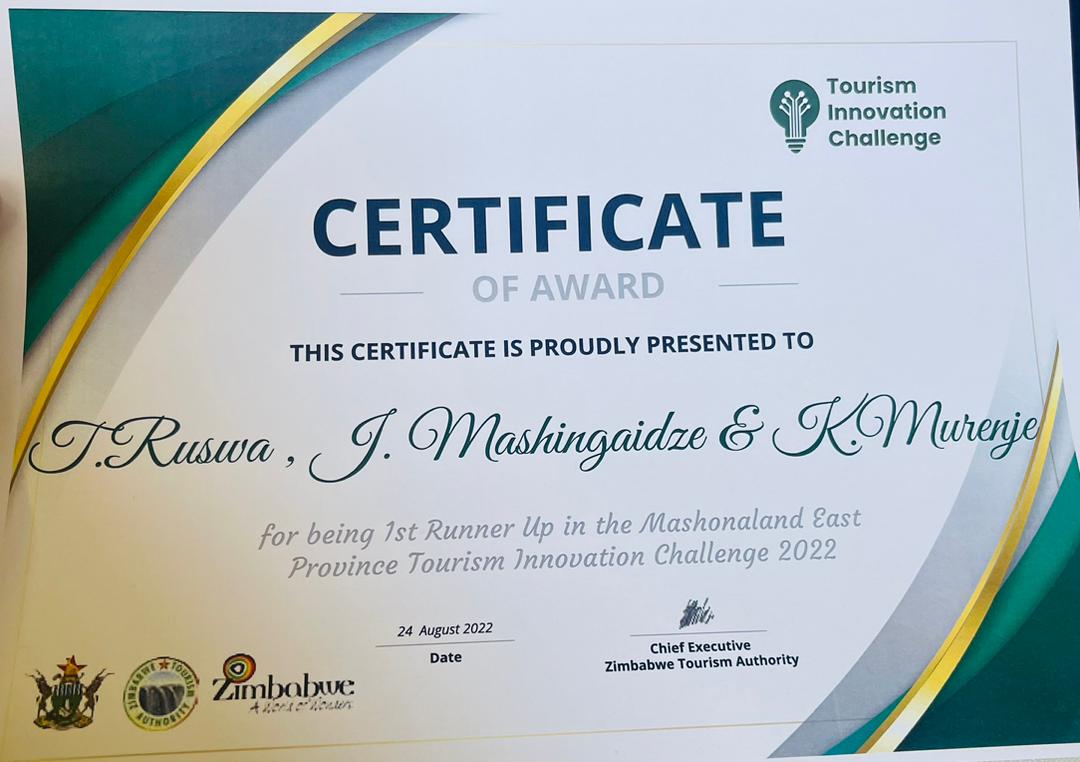 Tourism
Innovation
Challenge
CERTIFICATE
OF AWARD
THIS CERTIFICATE IS PROUDLY PRESENTED TO
T.Ruswa , J. Mashingaidze & K.Murenje
for being 1st Runner Up in the Mashonaland East
Province Tourism Innovation Challenge 2022
24 August 2022
Date
Chief Executive
Zimbabwe Tourism Authority
ZIMBABWE TOURISM
AUTHORITY
Zimbabwe
A World of Wonders